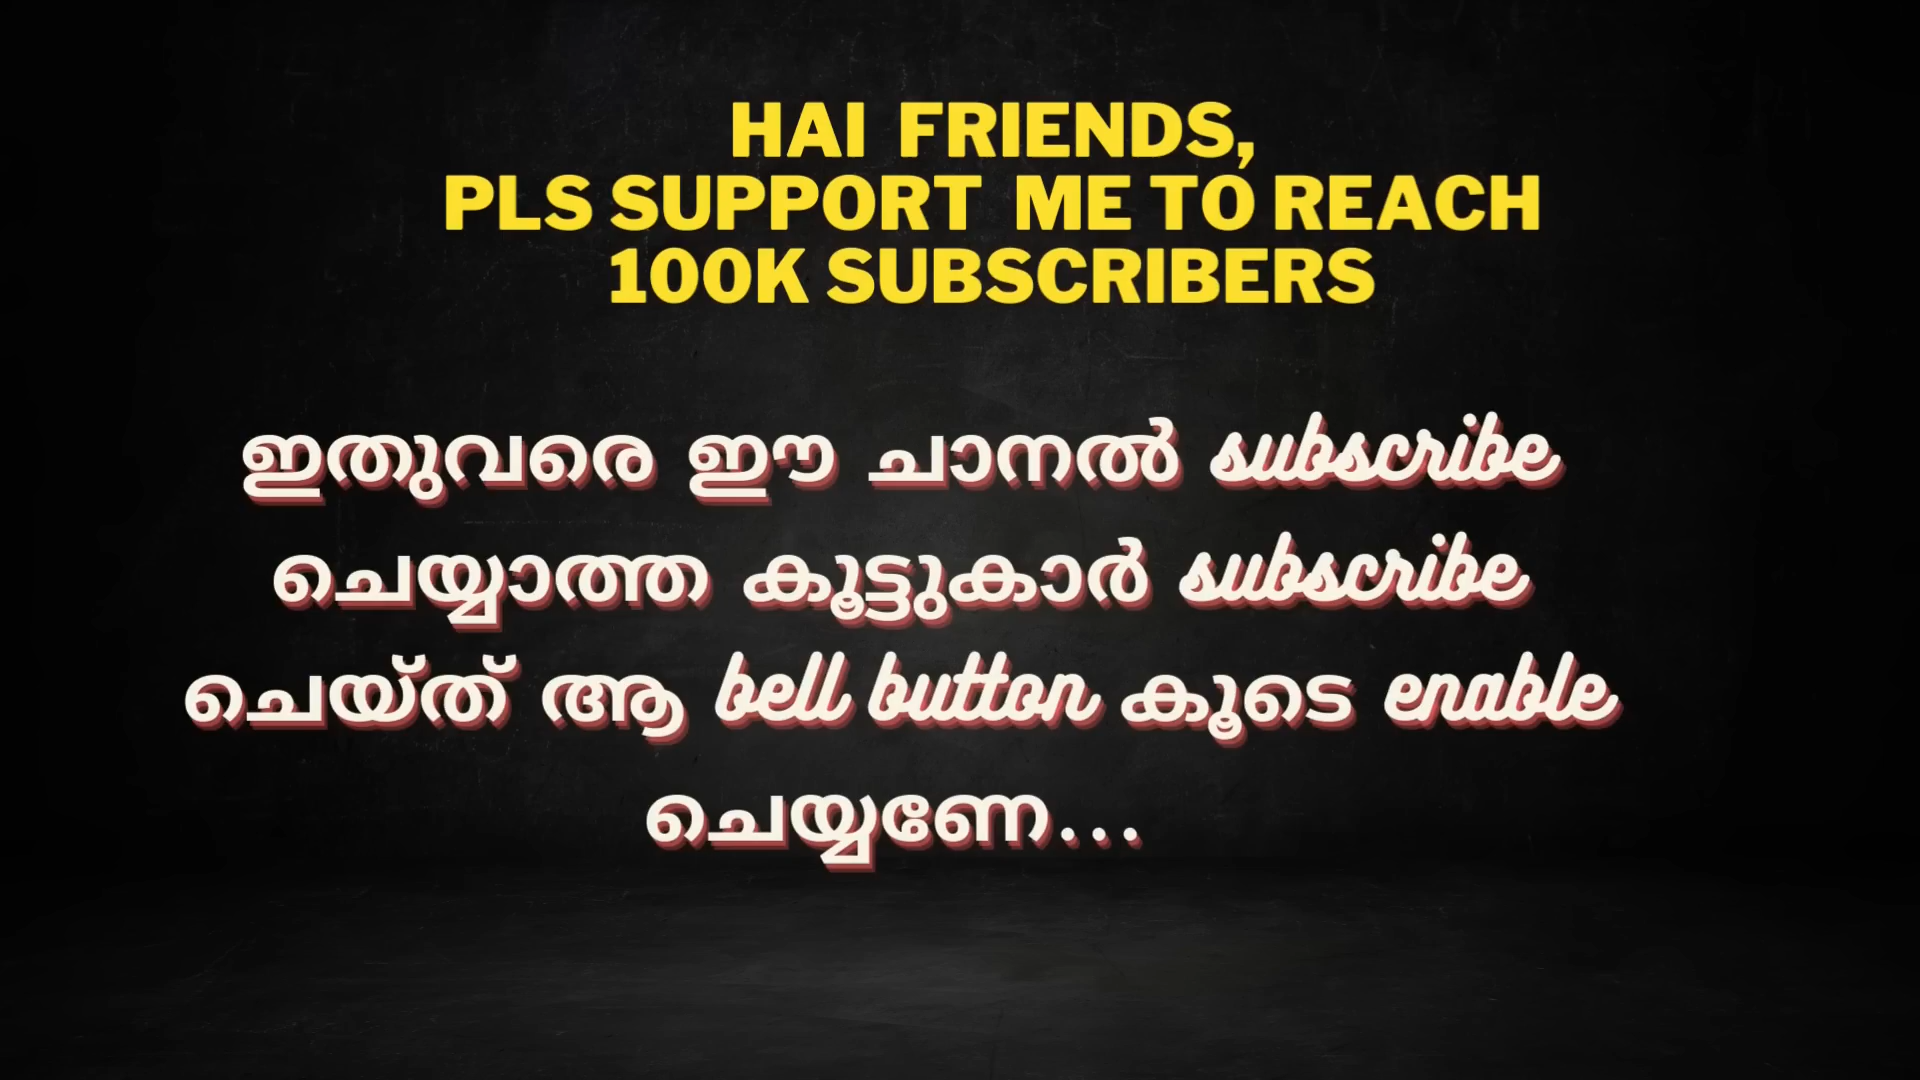 HAI FRIENDS,
PLS SUPPORT ME TO REACH
100K SUBSCRIBERS
ഇതുവരെ ഈ ചാനൽ subscribe
ചെയ്യാത്ത കൂട്ടുകാർ subscribe
ചെയ്ത് ആ bell button കൂടെ enable
ചെയ്യണേ...